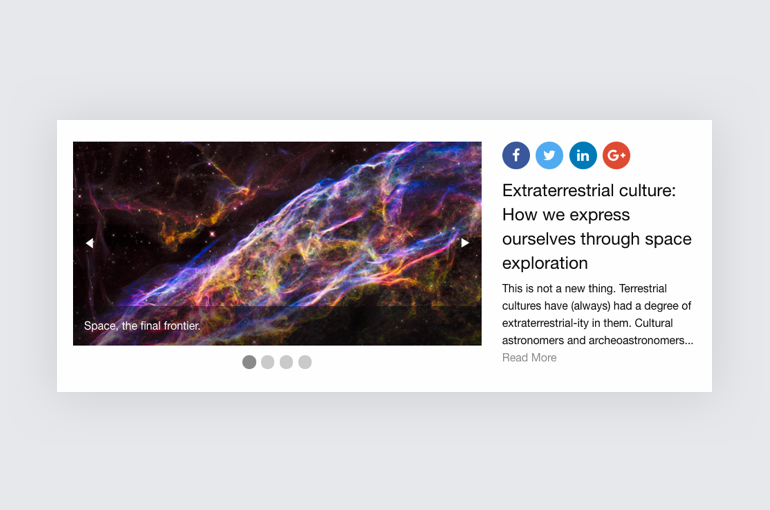 Space, the final frontier.
f
in
G+
Extraterrestrial culture:
How we express
ourselves through space
exploration
This is not a new thing. Terrestrial
cultures have (always) had a degree of
extraterrestrial-ity in them. Cultural
astronomers and archeoastronomers...
Read More